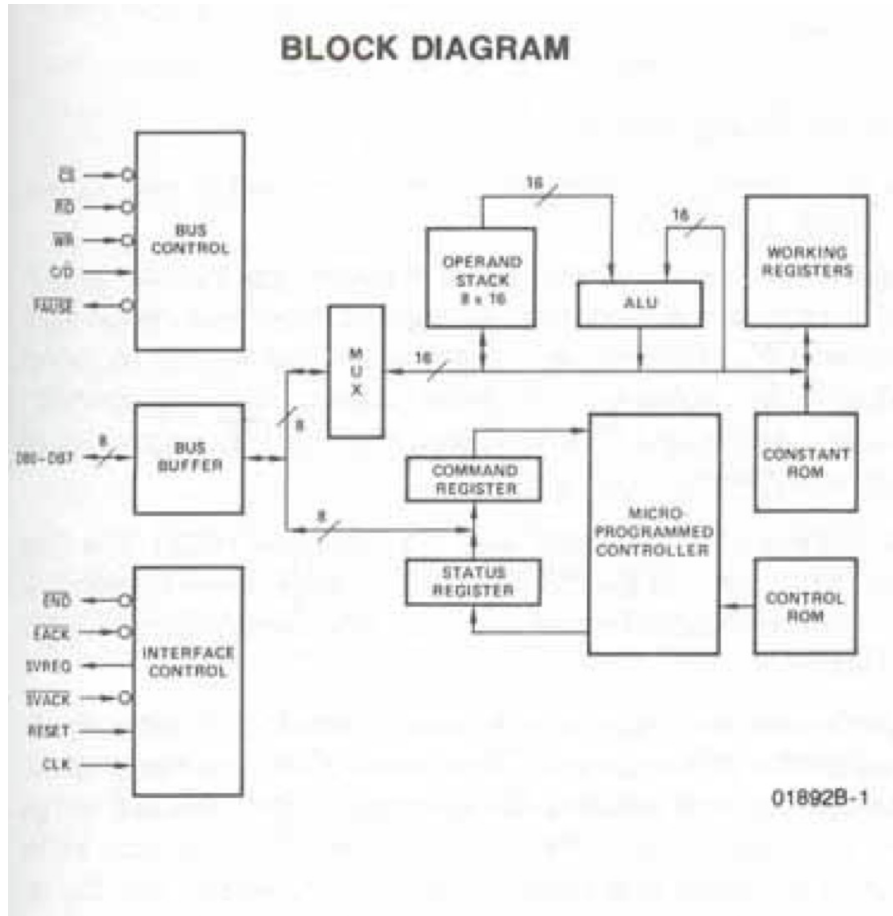 BLOCK DIAGRAM
CS
RD
WR
C/D
PAUSE
BUS
CONTROL
16
OPERAND
STACK
8 x 16
16
ALU
WORKING
REGISTERS
M
U
X
16
8
DB0-DB7
8
BUS
BUFFER
8
COMMAND
REGISTER
MICRO-
PROGRAMMED
CONTROLLER
CONSTANT
ROM
STATUS
REGISTER
CONTROL
ROM
END
EACK
SVREQ
SVACK
RESET
CLK
INTERFACE
CONTROL
01892B-1